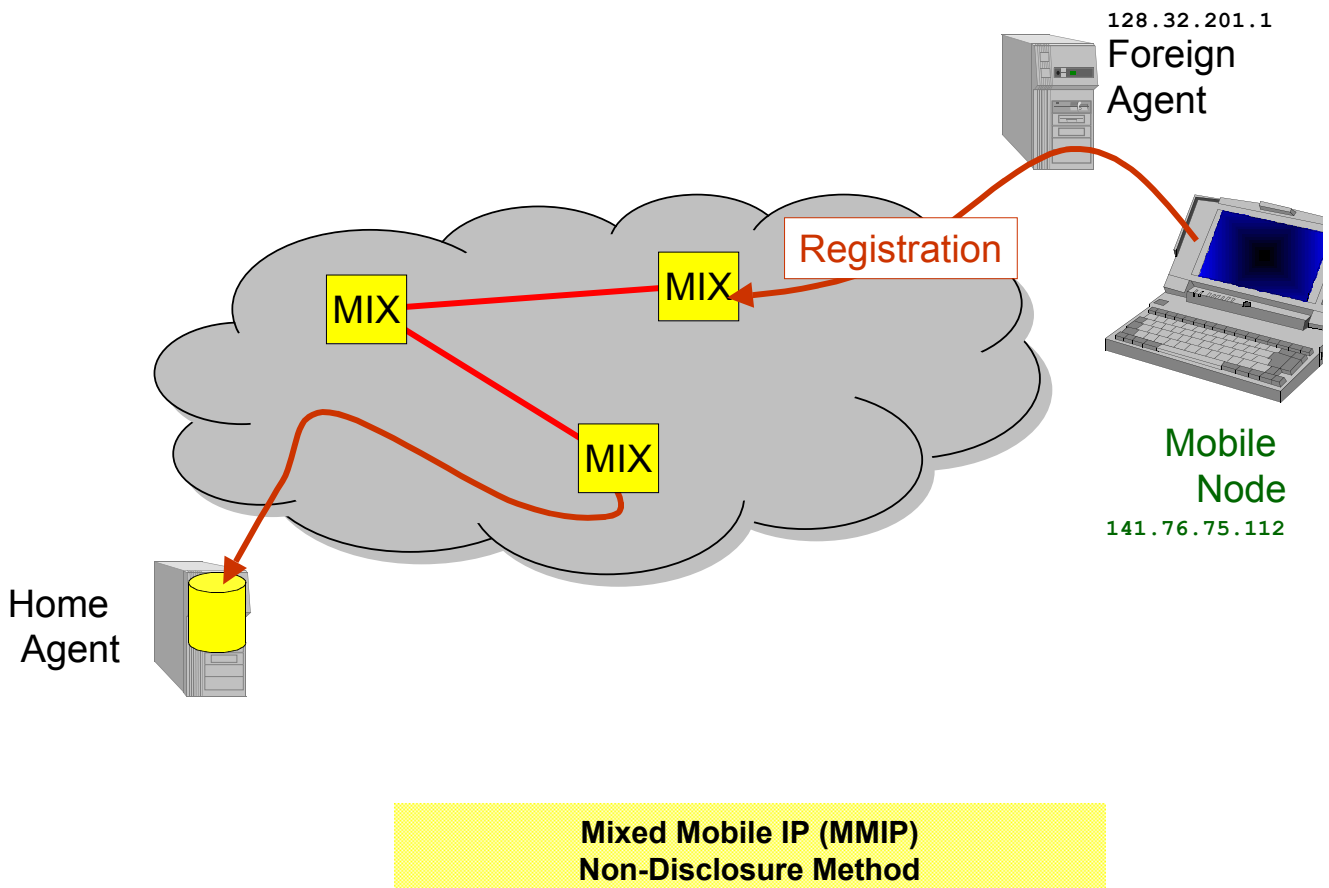 128.32.201.1
Foreign
Agent
Registration
MIX
MIX
MIX
Mobile
Node
141.76.75.112
Home
Agent
Mixed Mobile IP (MMIP)
Non-Disclosure Method